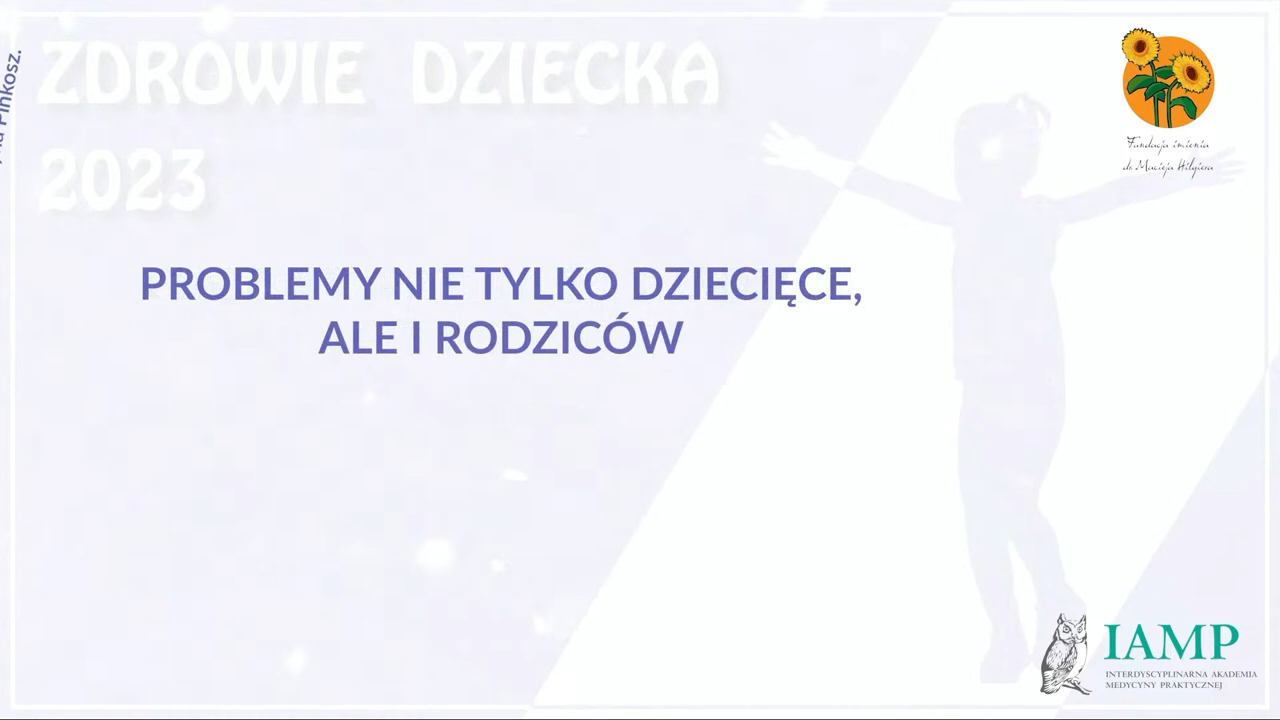 ZDROWIE DZIECKA
2023
PROBLEMY NIE TYLKO DZIECIĘCE,
ALE I RODZICÓW
Fundacja imienia
dr. Macieja Hilgiera
IAMP
INTERDYSCYPLINARNA AKADEMIA
MEDYCYNY PRAKTYCZNEJ
Pinkosz.